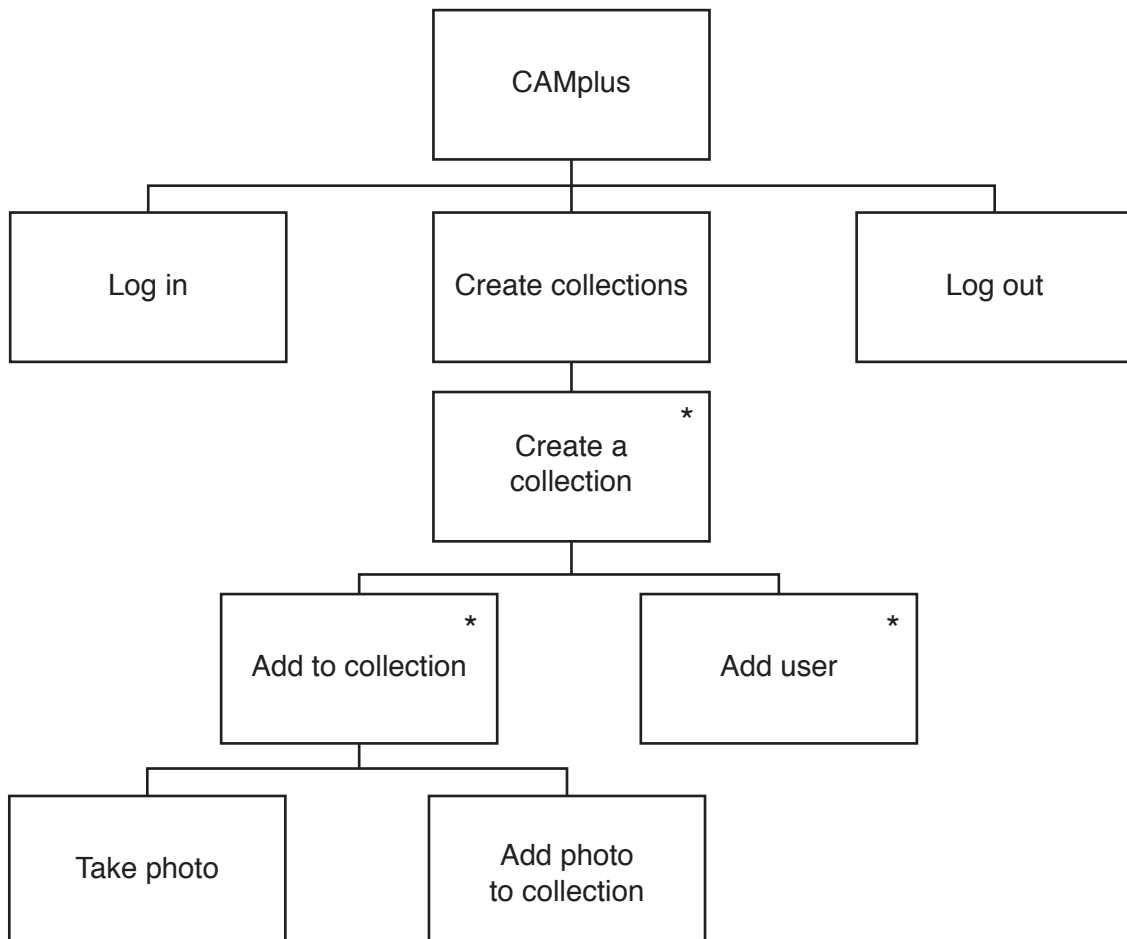 CAMplus
Log in
Create collections
Log out
*
Create a
collection
*
Add to collection
*
Add user
Take photo
Add photo
to collection